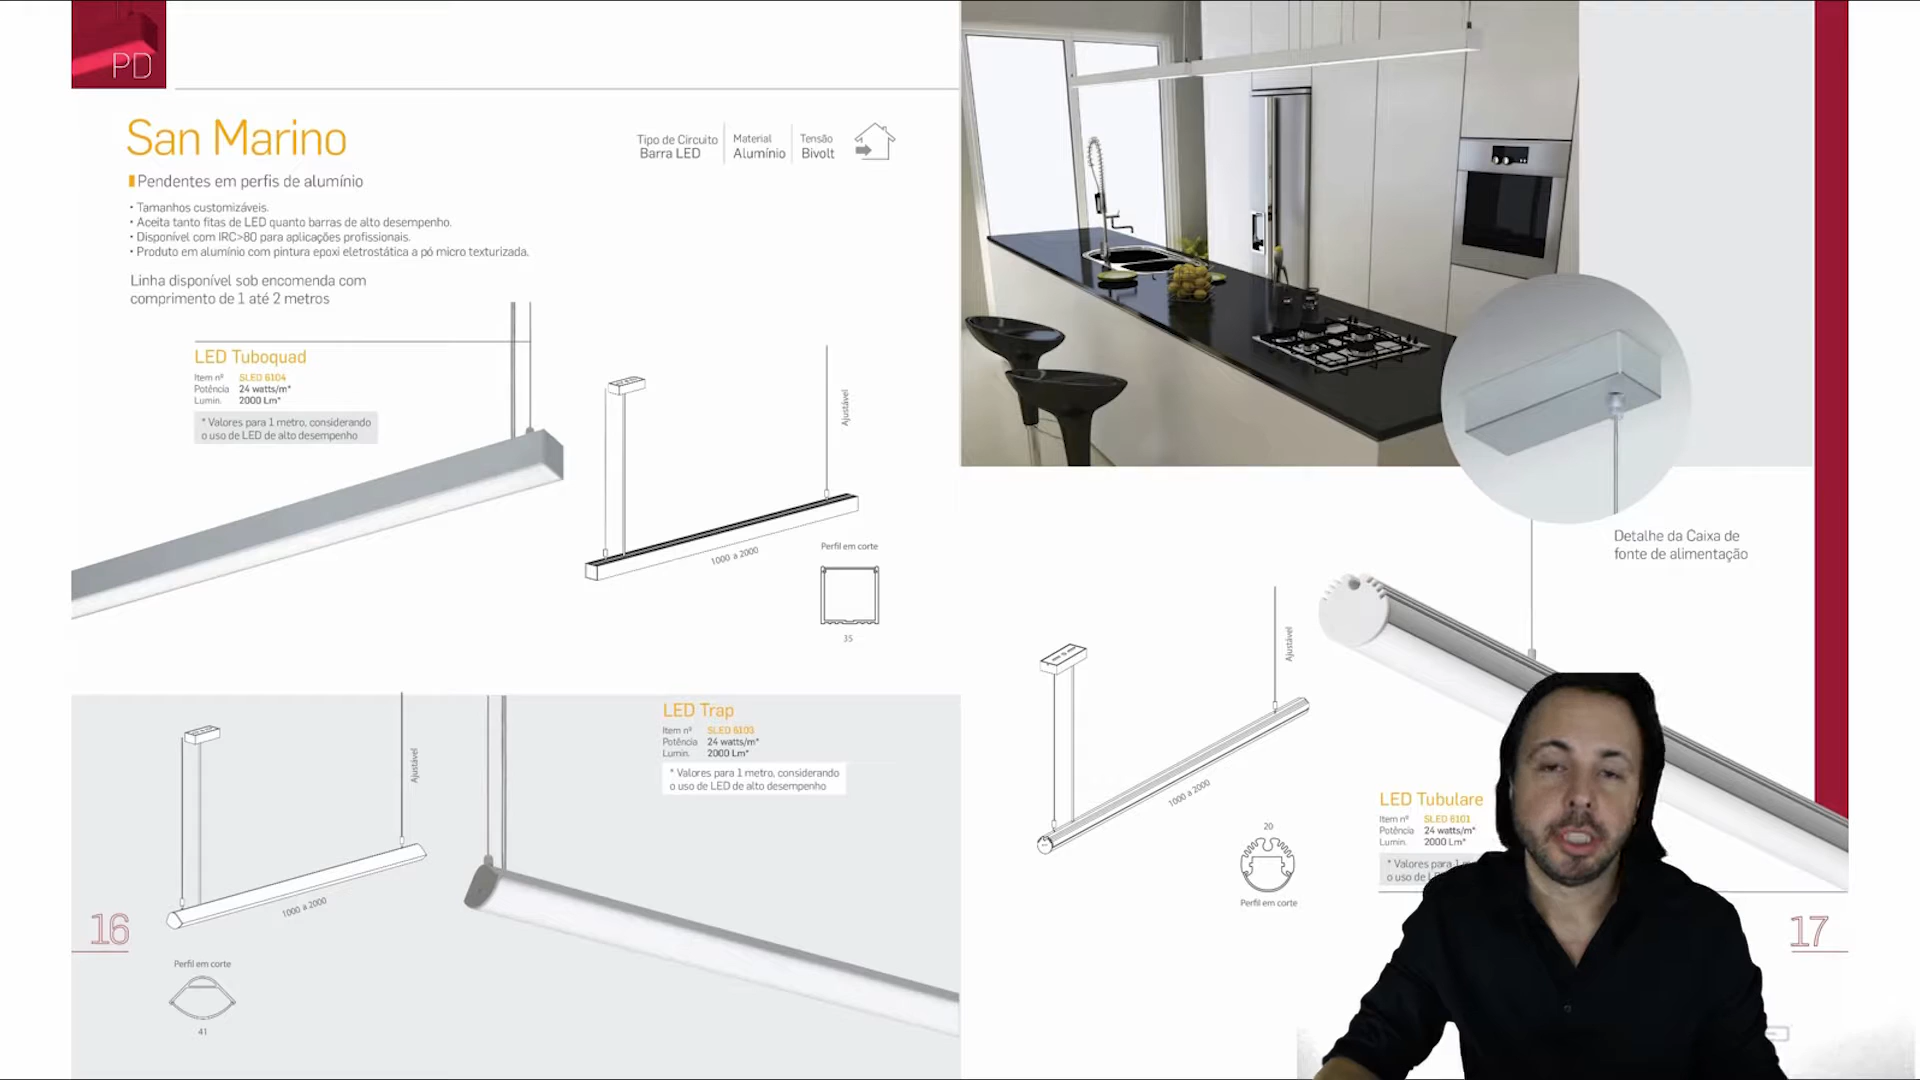 PD
San Marino
Pendentes em perfis de alumínio
• Tamanhos customizáveis.
• Aceita tanto fitas de LED quanto barras de alto desempenho.
• Disponível com IRC>80 para aplicações profissionais.
• Produto em alumínio com pintura epoxi eletrostática a pó micro texturizada.
Linha disponível sob encomenda com
comprimento de 1 até 2 metros
Tipo de Circuito
Barra LED
Material
Alumínio
Tensão
Bivolt
LED Tuboquad
Item nº SLED 6104
Potência 24 watts/m*
Lumin. 2000 Lm*
* Valores para 1 metro, considerando
o uso de LED de alto desempenho
Ajustável
1000 a 2000
Perfil em corte
35
LED Trap
Item nº SLED 6103
Potência 24 watts/m*
Lumin. 2000 Lm*
* Valores para 1 metro, considerando
o uso de LED de alto desempenho
Ajustável
1000 a 2000
Perfil em corte
41
16
Detalhe da Caixa de
fonte de alimentação
Ajustável
1000 a 2000
20
Perfil em corte
LED Tubulare
Item nº SLED 6101
Potência 24 watts/m*
Lumin. 2000 Lm*
* Valores para 1
o uso de
17